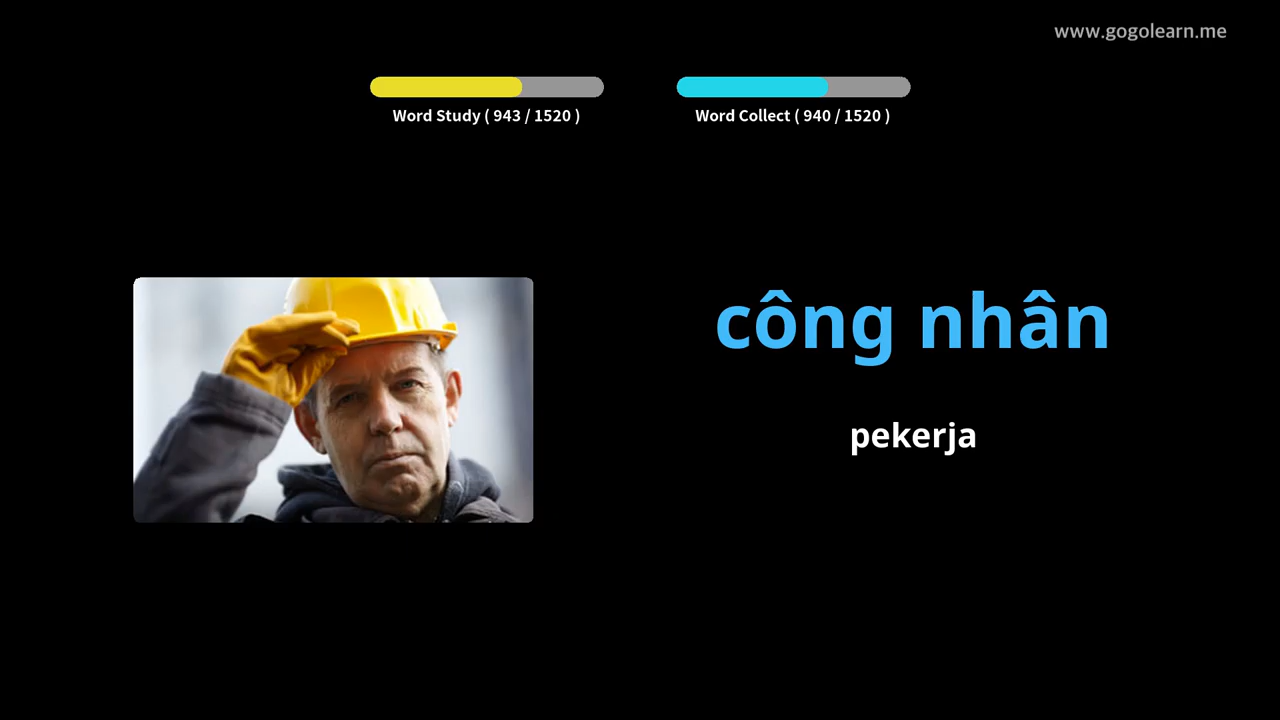 www.gogolearn.me
Word Study ( 943 / 1520 )
Word Collect ( 940 / 1520 )
công nhân
pekerja